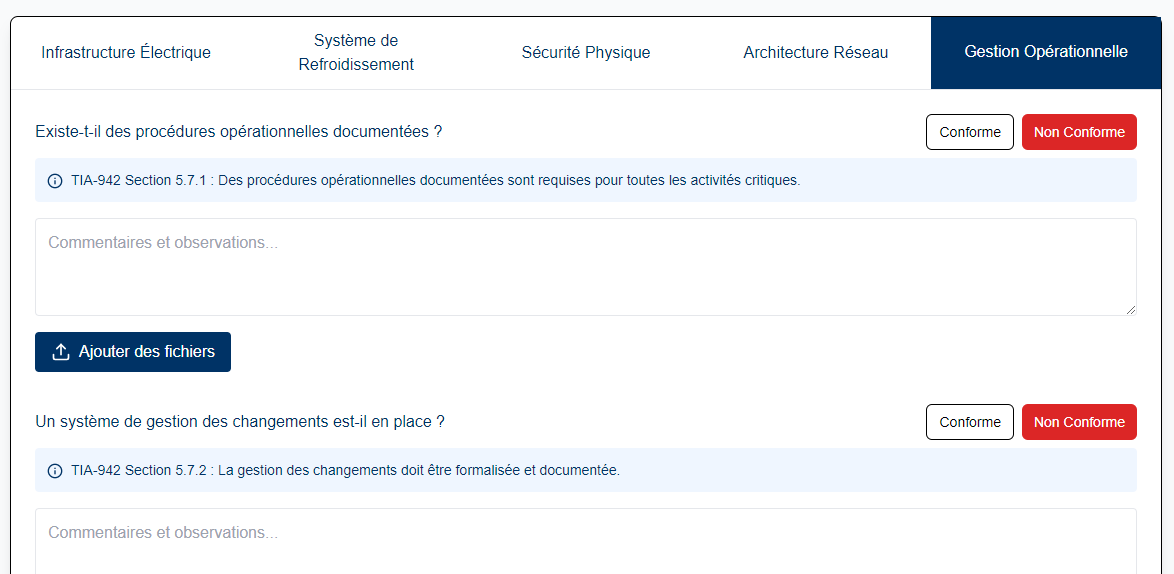 Infrastructure Électrique
Système de
Refroidissement
Sécurité Physique
Architecture Réseau
Gestion Opérationnelle
Existe-t-il des procédures opérationnelles documentées ?
Conforme
Non Conforme
TIA-942 Section 5.7.1 : Des procédures opérationnelles documentées sont requises pour toutes les activités critiques.
Commentaires et observations...
Ajouter des fichiers
Un système de gestion des changements est-il en place ?
Conforme
Non Conforme
TIA-942 Section 5.7.2 : La gestion des changements doit être formalisée et documentée.
Commentaires et observations...